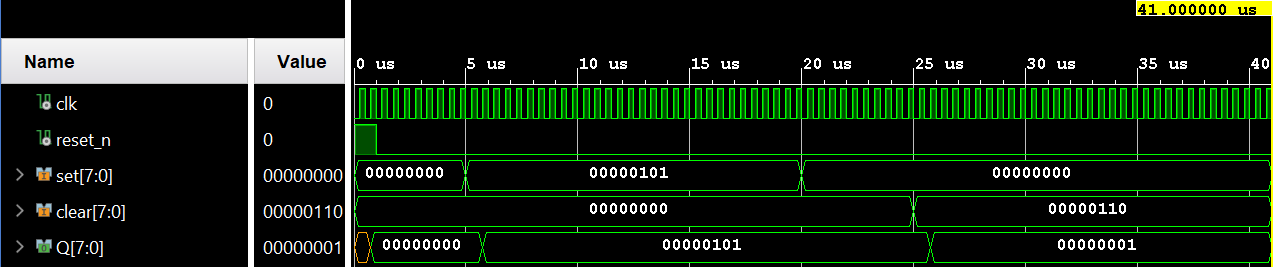 41.000000 us
Name Value
0 us 5 us 10 us 15 us 20 us 25 us 30 us 35 us 40
clk 0
reset_n 0
set[7:0] 00000000 00000000 00000101 00000000
clear[7:0] 00000110 00000000 00000110
Q[7:0] 00000001 00000000 00000101 00000001